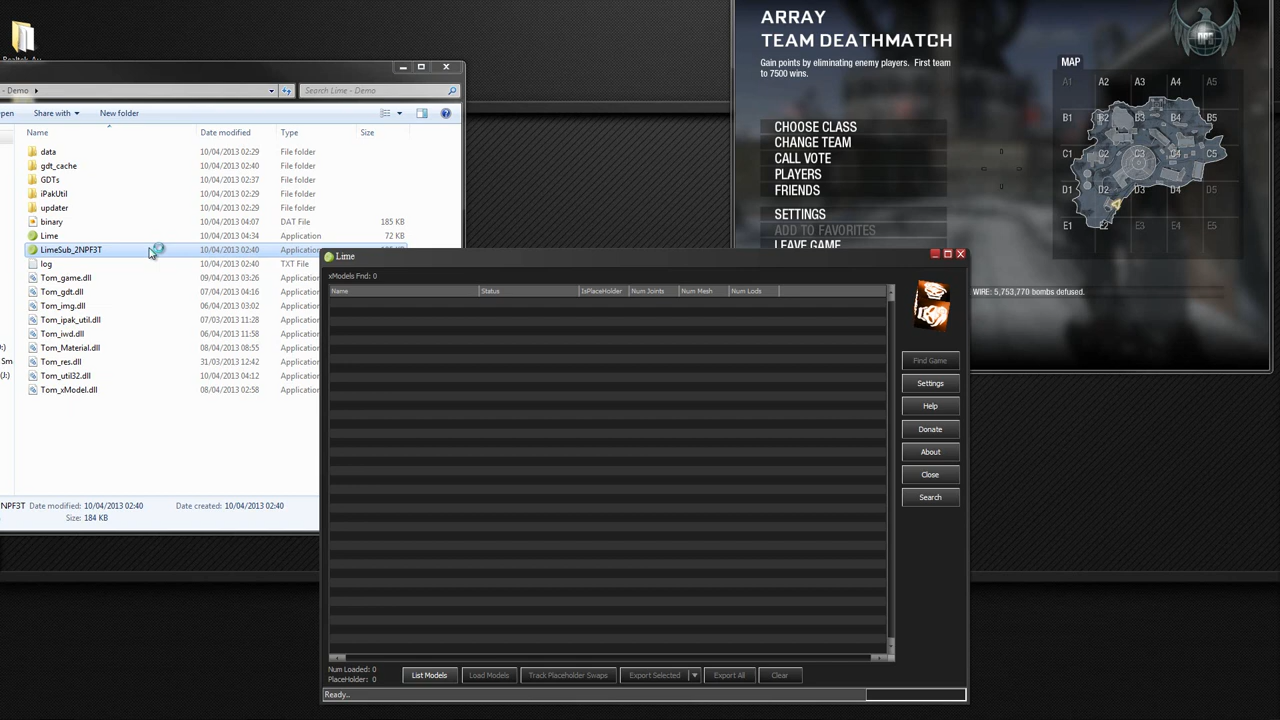 Realtek Au...
- Demo
Search Lime - Demo
Share with
New folder
Name
Date modified
Type
Size
data
10/04/2013 02:29
File folder
gdt_cache
10/04/2013 02:40
File folder
GDTs
10/04/2013 02:37
File folder
iPakUtil
10/04/2013 02:29
File folder
updater
10/04/2013 02:29
File folder
binary
10/04/2013 04:07
DAT File
185 KB
Lime
10/04/2013 04:34
Application
72 KB
LimeSub_2NPF3T
10/04/2013 02:40
Application
log
10/04/2013 02:40
TXT File
Tom_game.dll
09/04/2013 03:26
Applicatio
Tom_gdt.dll
07/04/2013 04:16
Applicatio
Tom_img.dll
06/04/2013 03:02
Applicatio
Tom_ipak_util.dll
07/03/2013 11:28
Applicatio
Tom_iwd.dll
06/04/2013 11:58
Applicatio
Tom_Material.dll
08/04/2013 08:55
Applicatio
Tom_res.dll
31/03/2013 12:42
Applicatio
Tom_util32.dll
10/04/2013 04:12
Applicatio
Tom_xModel.dll
08/04/2013 02:58
Applicatio
NPF3T
Date modified: 10/04/2013 02:40
Date created: 10/04/2013 02:40
Size: 184 KB
ARRAY
TEAM DEATHMATCH
Gain points by eliminating enemy players. First team
to 7500 wins.
CHOOSE CLASS
CHANGE TEAM
CALL VOTE
PLAYERS
FRIENDS
SETTINGS
ADD TO FAVORITES
LEAVE GAME
MAP
A1
A2
A3
A4
A5
B1
B2
B3
B4
B5
C1
C2
C3
C4
C5
D1
D2
D3
D4
D5
E1
E2
E3
E4
E5
OPS
WIRE: 5,753,770 bombs defused.
Lime
xModels Fnd: 0
Name
Status
IsPlaceHolder
Num Joints
Num Mesh
Num Lods
Find Game
Settings
Help
Donate
About
Close
Search
Num Loaded: 0
PlaceHolder: 0
List Models
Load Models
Track Placeholder Swaps
Export Selected
Export All
Clear
Ready..